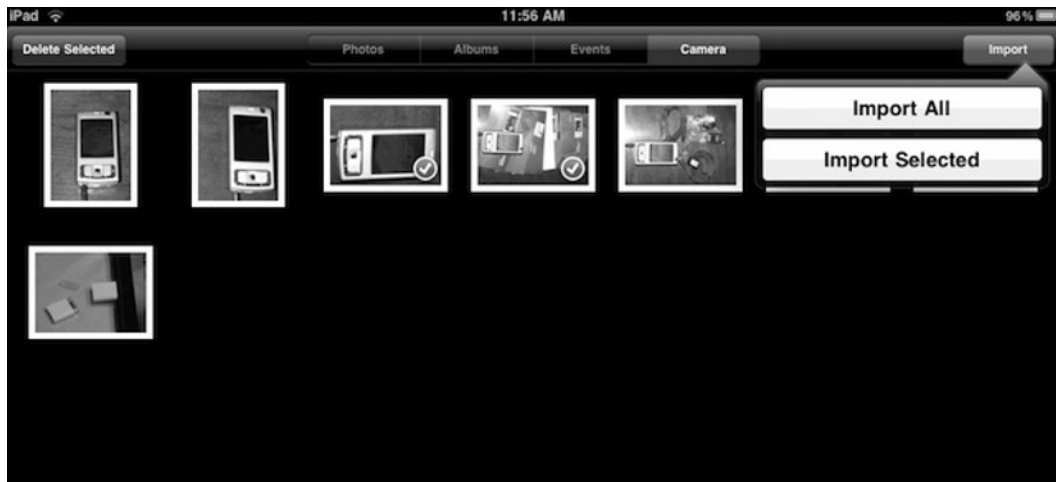 iPad 11:56 AM 96%
Delete Selected Photos Albums Events Camera Import
Import All
Import Selected